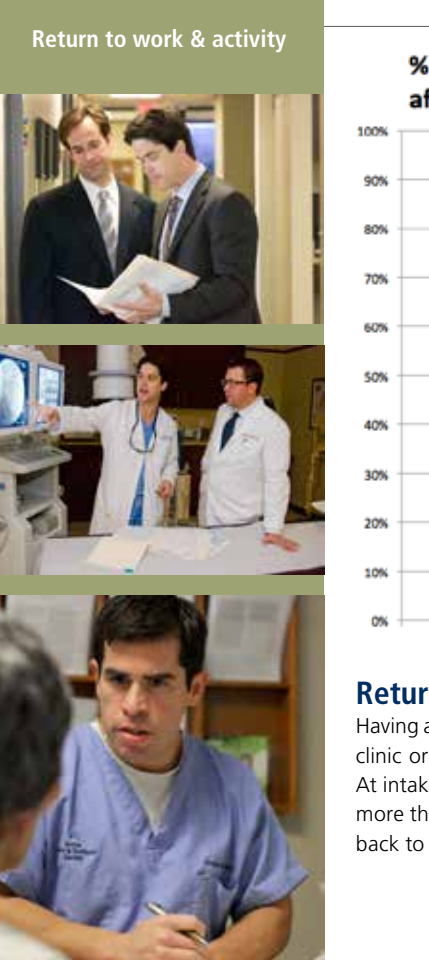 Return to work & activity
%
af
100%
90%
80%
70%
60%
50%
40%
30%
20%
10%
0%
Retur
Having a
clinic or
At intak
more th
back to